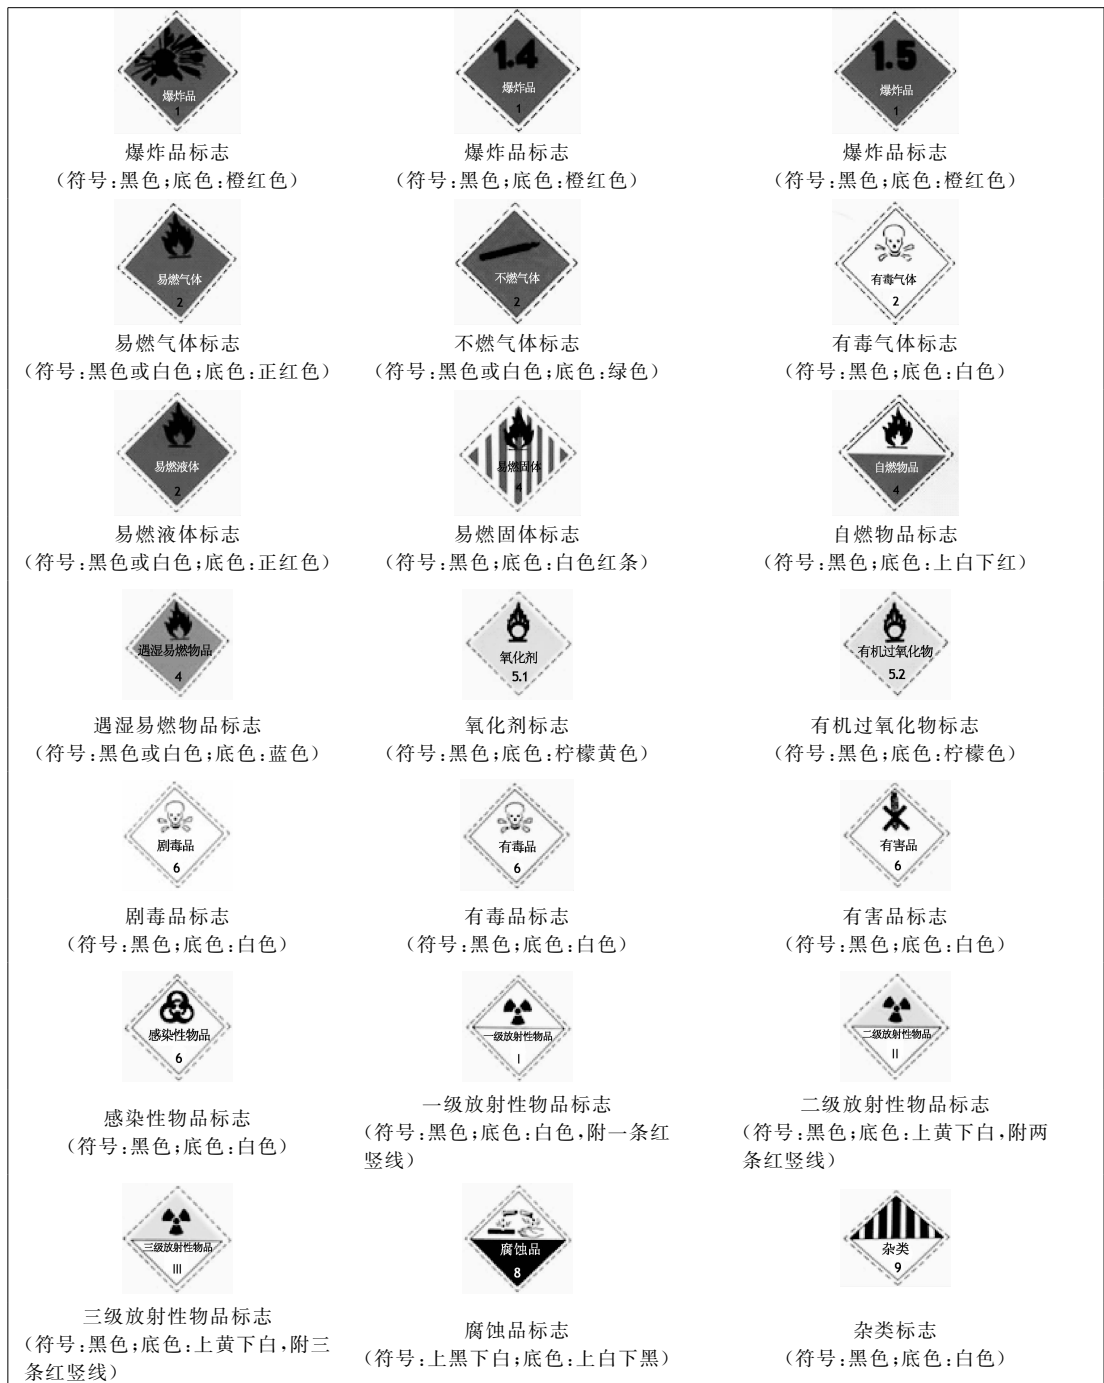 爆炸品
1
1.4
爆炸品
1
1.5
爆炸品
1
爆炸品标志
(符号:黑色;底色:橙红色)
爆炸品标志
(符号:黑色;底色:橙红色)
爆炸品标志
(符号:黑色;底色:橙红色)
易燃气体
2
不燃气体
2
有毒气体
2
易燃气体标志
(符号:黑色或白色;底色:正红色)
不燃气体标志
(符号:黑色或白色;底色:绿色)
有毒气体标志
(符号:黑色;底色:白色)
易燃液体
2
易燃固体
4
自燃物品
4
易燃液体标志
(符号:黑色或白色;底色:正红色)
易燃固体标志
(符号:黑色;底色:白色红条)
自燃物品标志
(符号:黑色;底色:上白下红)
遇湿易燃物品
4
氧化剂
5.1
有机过氧化物
5.2
遇湿易燃物品标志
(符号:黑色或白色;底色:蓝色)
氧化剂标志
(符号:黑色;底色:柠檬黄色)
有机过氧化物标志
(符号:黑色;底色:柠檬色)
剧毒品
6
有毒品
6
有害品
6
剧毒品标志
(符号:黑色;底色:白色)
有毒品标志
(符号:黑色;底色:白色)
有害品标志
(符号:黑色;底色:白色)
感染性物品
6
一级放射性物品
I
二级放射性物品
II
感染性物品标志
(符号:黑色;底色:白色)
一级放射性物品标志
(符号:黑色;底色:白色,附一条红
竖线)
二级放射性物品标志
(符号:黑色;底色:上黄下白,附两
条红竖线)
三级放射性物品
III
腐蚀品
8
杂类
9
三级放射性物品标志
(符号:黑色;底色:上黄下白,附三
条红竖线)
腐蚀品标志
(符号:上黑下白;底色:上白下黑)
杂类标志
(符号:黑色;底色:白色)